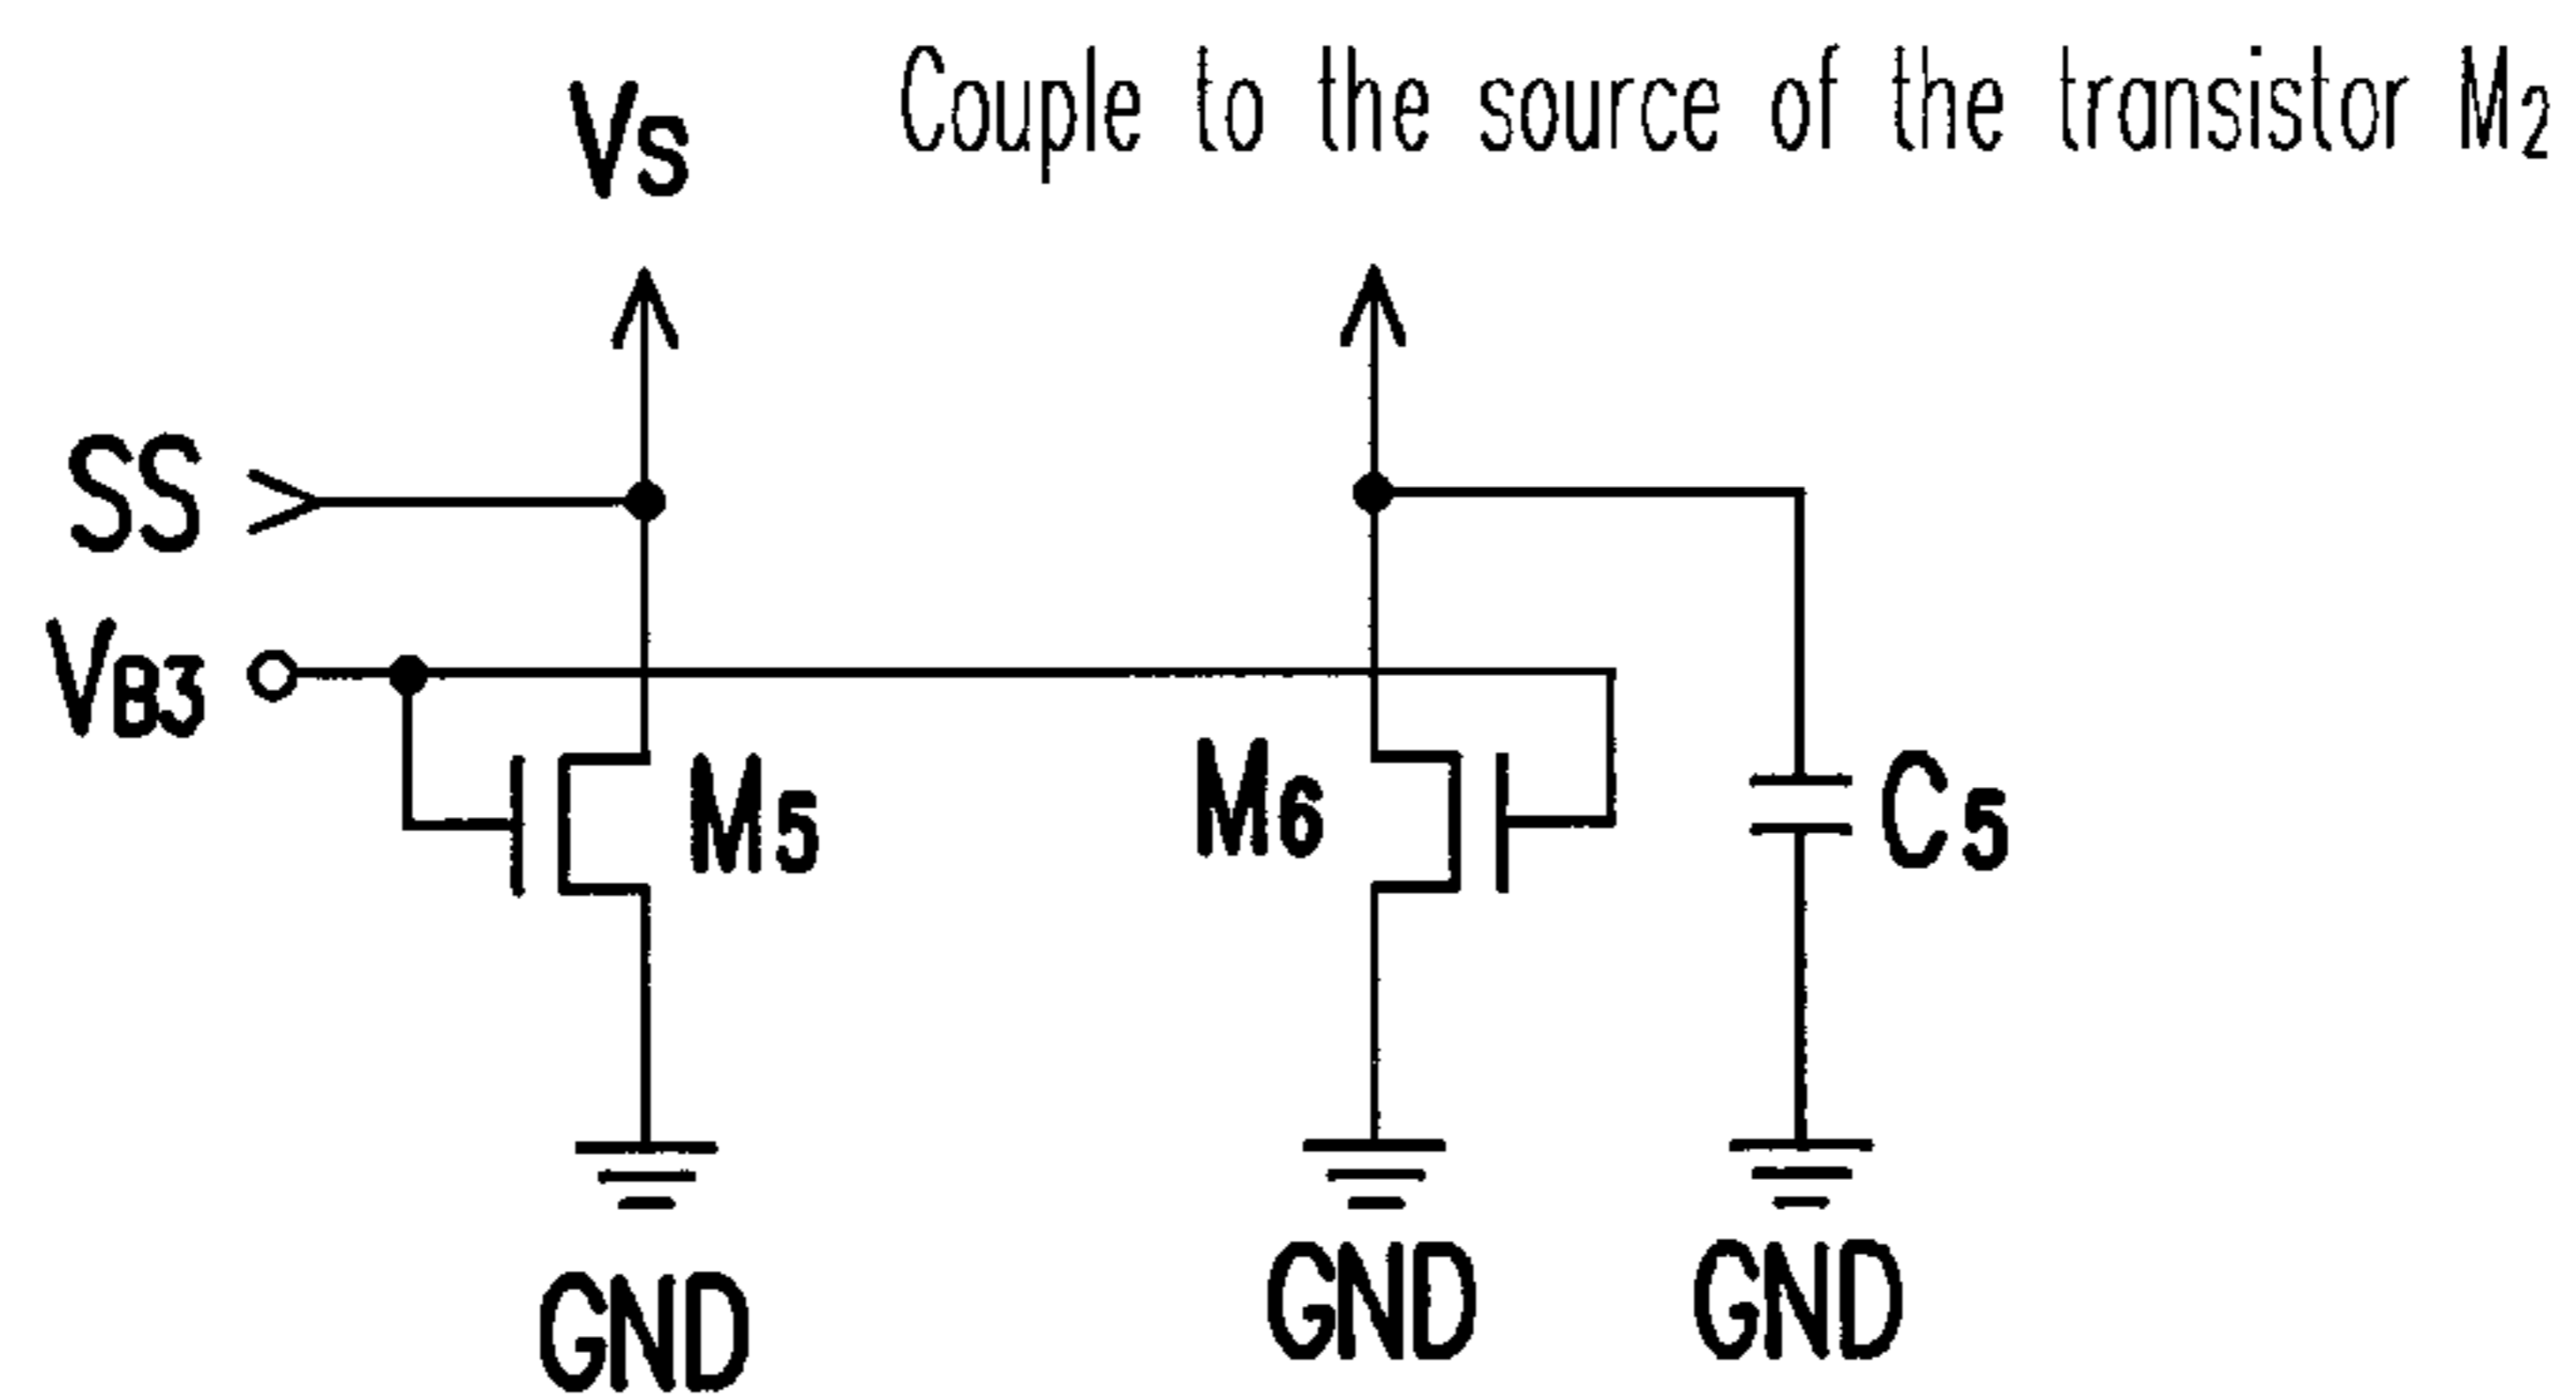 Couple to the source of the transistor M2
VS
SS
VB3
M5
M6
C5
GND
GND
GND